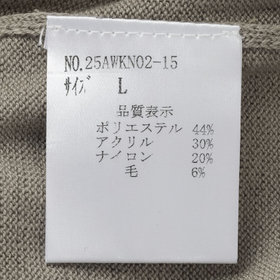 NO.25AWKN02-15
ｻｲｽﾞ L
品質表示
ポリエステル 44%
アクリル 30%
ナイロン 20%
毛 6%